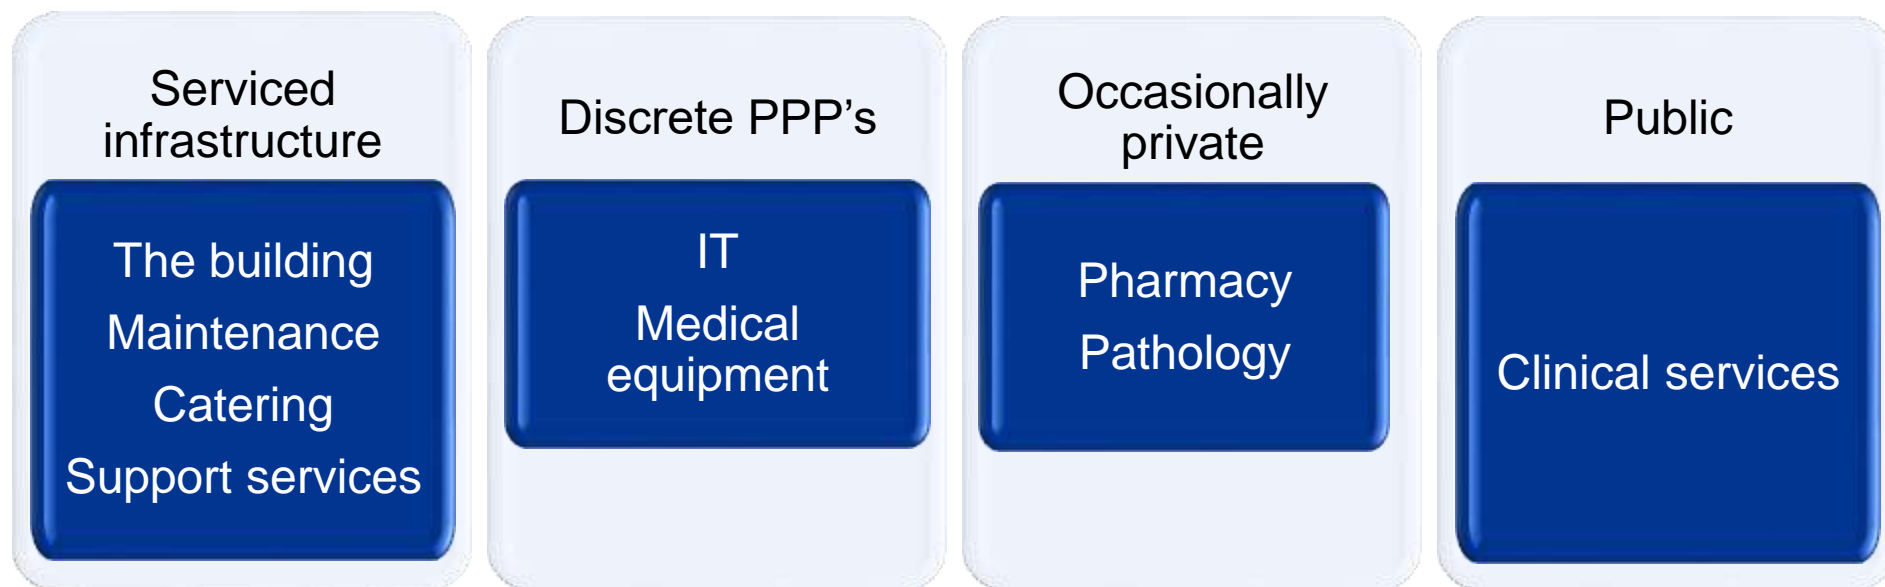 Serviced
infrastructure
The building
Maintenance
Catering
Support services
Discrete PPP’s
IT
Medical
equipment
Occasionally
private
Pharmacy
Pathology
Public
Clinical services